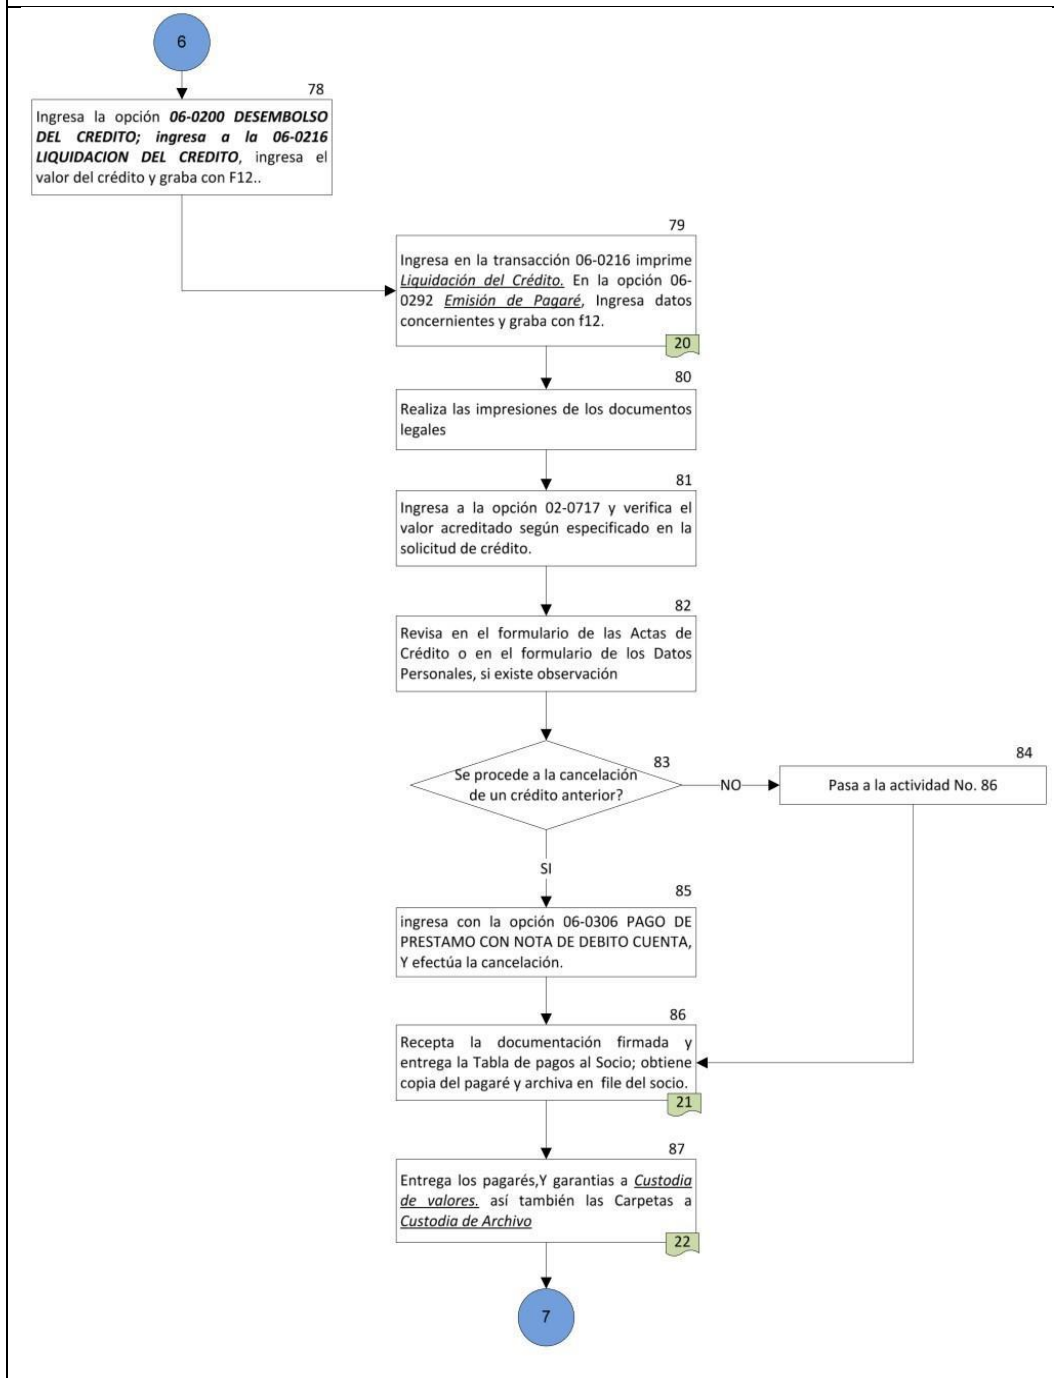 6
78
Ingresa la opción 06-0200 DESEMBOLSO
DEL CREDITO; ingresa a la 06-0216
LIQUIDACION DEL CREDITO, ingresa el
valor del crédito y graba con F12..
79
Ingresa en la transacción 06-0216 imprime
Liquidación del Crédito. En la opción 06-
0292 Emisión de Pagaré, Ingresa datos
concernientes y graba con f12.
20
80
Realiza las impresiones de los documentos
legales
81
Ingresa a la opción 02-0717 y verifica el
valor acreditado según especificado en la
solicitud de crédito.
82
Revisa en el formulario de las Actas de
Crédito o en el formulario de los Datos
Personales, si existe observación
83
Se procede a la cancelación
de un crédito anterior?
NO
84
Pasa a la actividad No. 86
SI
85
ingresa con la opción 06-0306 PAGO DE
PRESTAMO CON NOTA DE DEBITO CUENTA,
Y efectúa la cancelación.
86
Recepta la documentación firmada y
entrega la Tabla de pagos al Socio; obtiene
copia del pagaré y archiva en file del socio.
21
87
Entrega los pagarés,Y garantias a Custodia
de valores. así también las Carpetas a
Custodia de Archivo
22
7